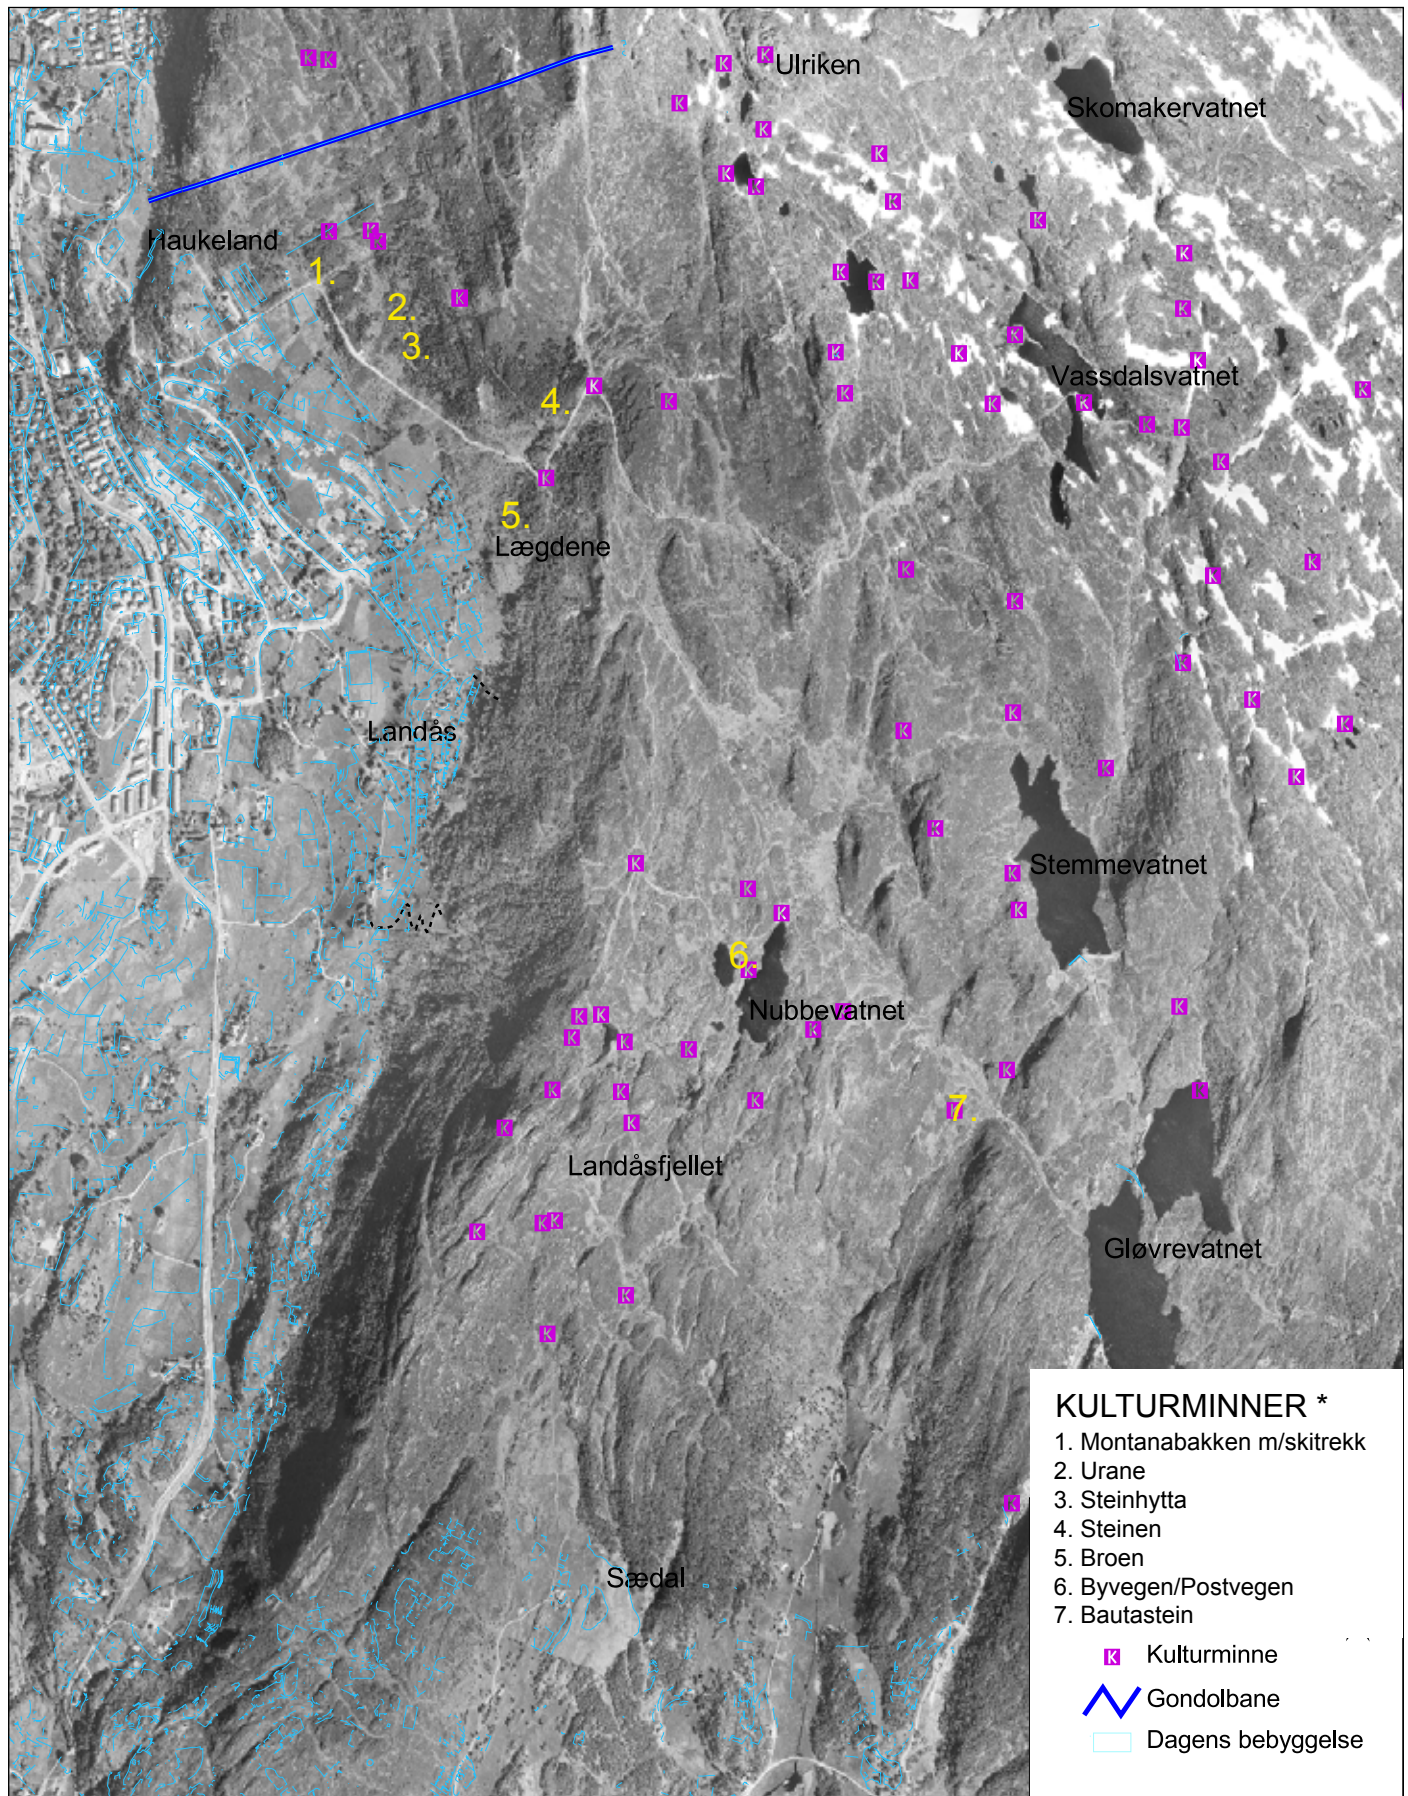 Ulriken
Skomakervatnet
Haukeland
1.
2.
3.
Vassdalsvatnet
4.
5.
Lægdene
Landås
Stemmevatnet
6
Nubbevatnet
7.
Landåsfjellet
Gløvrevatnet
Sædal
KULTURMINNER *
1. Montanabakken m/skitrekk
2. Urane
3. Steinhytta
4. Steinen
5. Broen
6. Byvegen/Postvegen
7. Bautastein
K Kulturminne
Gondolbane
Dagens bebyggelse